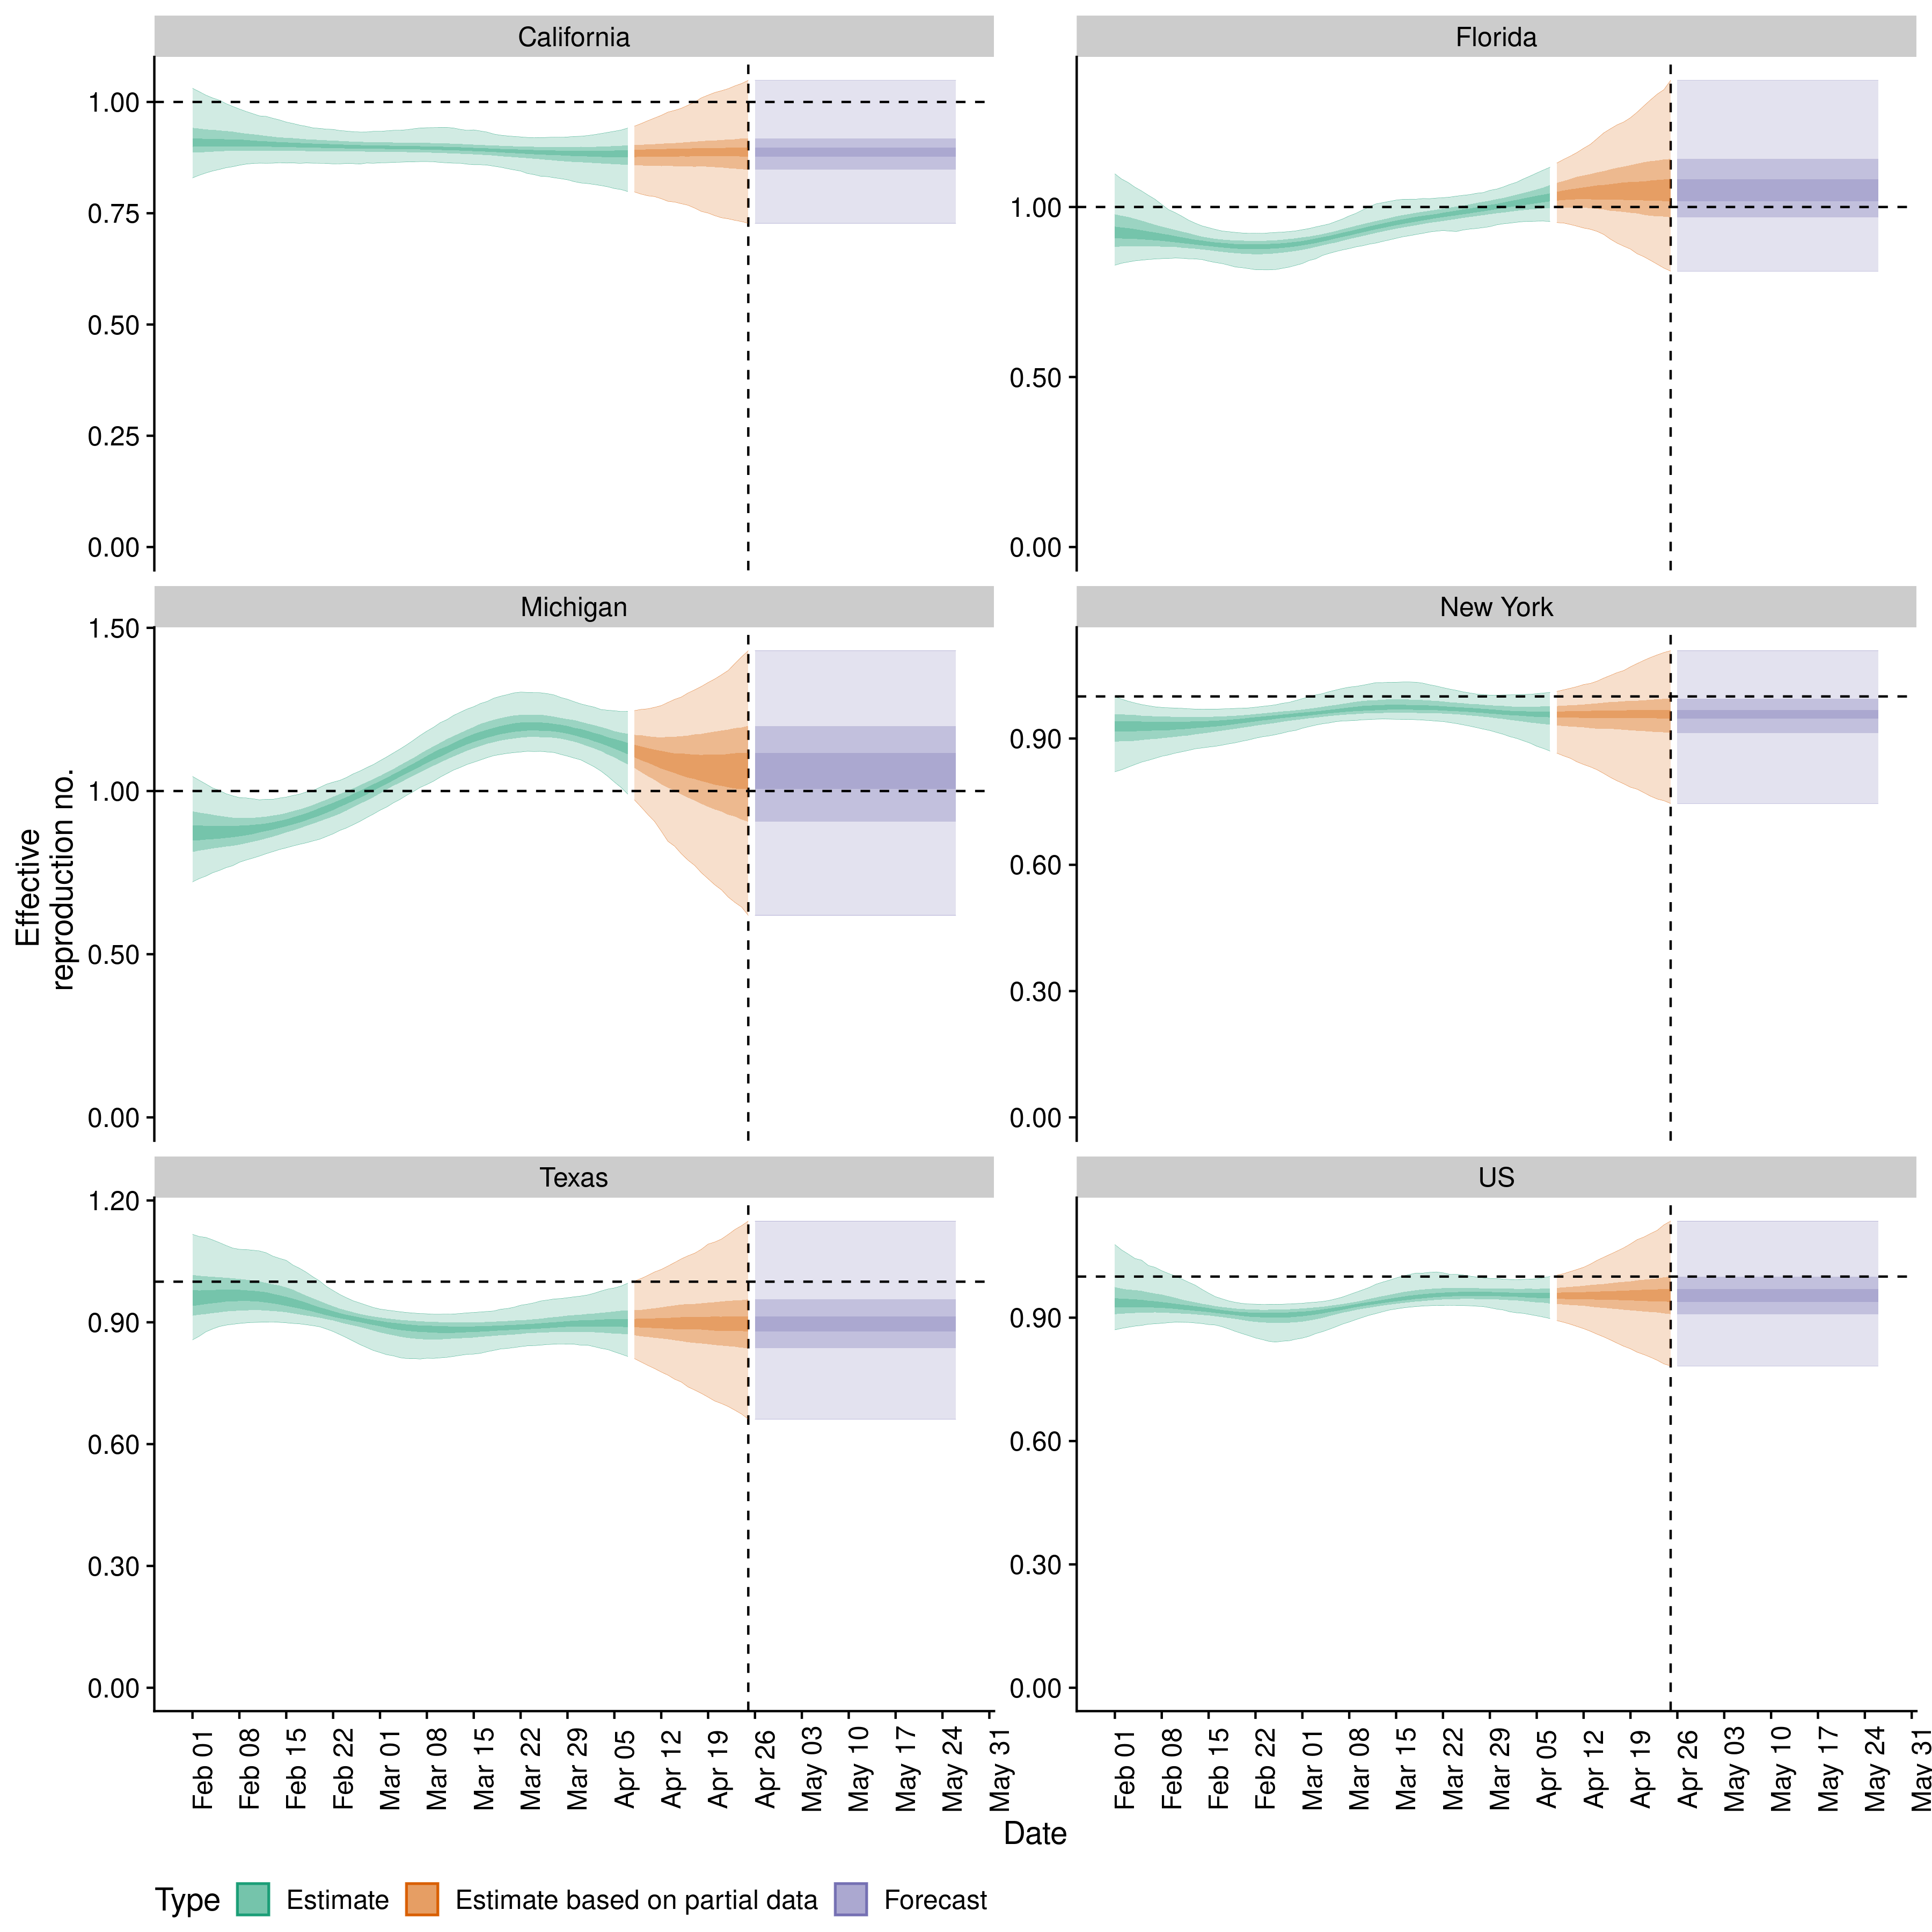 California
Florida
1.00
0.75
0.50
0.25
0.00
1.00
0.50
0.00
Michigan
New York
1.50
1.00
0.50
0.00
0.90
0.60
0.30
0.00
Effective
reproduction no.
Texas
US
1.20
0.90
0.60
0.30
0.00
0.90
0.60
0.30
0.00
Feb 01
Feb 08
Feb 15
Feb 22
Mar 01
Mar 08
Mar 15
Mar 22
Mar 29
Apr 05
Apr 12
Apr 19
Apr 26
May 03
May 10
May 17
May 24
May 31
Feb 01
Feb 08
Feb 15
Feb 22
Mar 01
Mar 08
Mar 15
Mar 22
Mar 29
Apr 05
Apr 12
Apr 19
Apr 26
May 03
May 10
May 17
May 24
May 31
Date
Type Estimate Estimate based on partial data Forecast